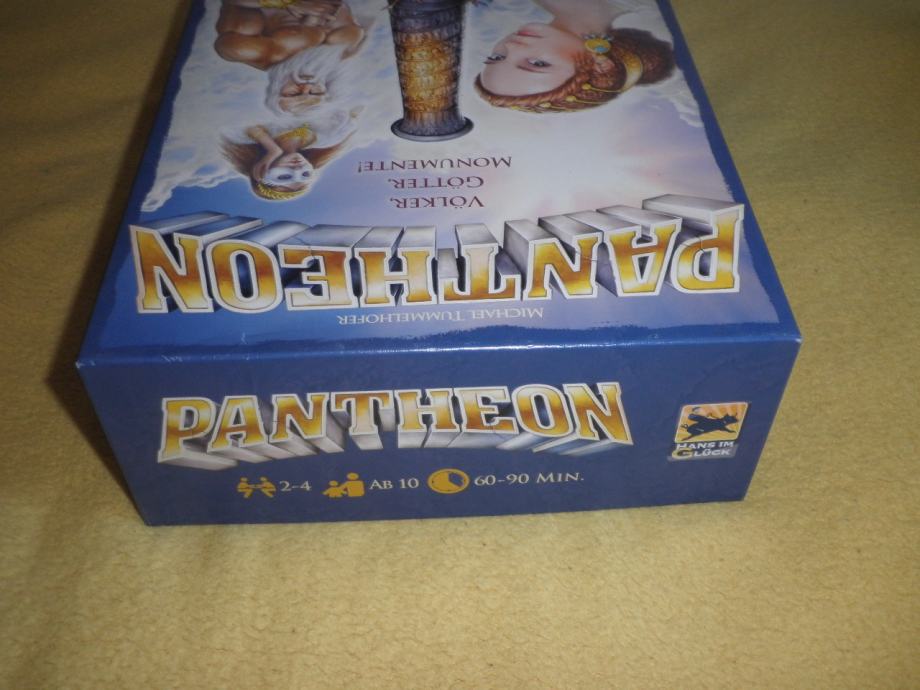 VÖLKER,
GÖTTER,
MONUMENTE!
PANTHEON
MICHAEL TUMMELHOFER
PANTHEON
2-4 AB 10 60-90 MIN.
HANS IM
GLÜCK